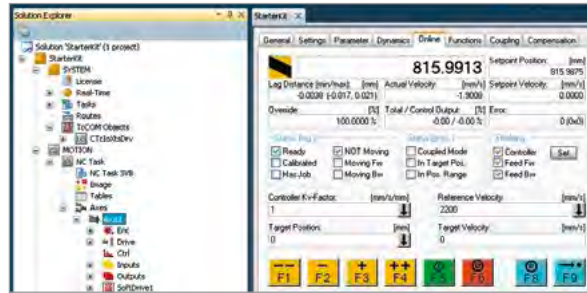 Solution Explorer
Solution 'StarterKit' (1 project)
StarterKit
SYSTEM
License
Real-Time
Tasks
Routes
TcCOM Objects
CTcIoXtsDrv
MOTION
NC Task
NC Task SVB
Image
Tables
Axes
Axis1
Enc
Drive
Ctrl
Inputs
Outputs
SoftDrive1
StarterKit
General Settings Parameter Dynamics Online Functions Coupling Compensation
815.9913
Setpoint Position: [mm]
815.9875
Lag Distance (min/max): [mm] Actual Velocity: [mm/s] Setpoint Velocity: [mm/s]
-0.0038 (-0.017, 0.021) -1.9009 0.0000
Override: [%] Total / Control Output: [%] Error:
100.0000 % -0.00 / -0.00 % 0 (0x0)
Ready NOT Moving Coupled Mode Controller Set
Calibrated Moving Fw In Target Pos. Feed Fw
Has Job Moving Bw In Pos. Range Feed Bw
Controller Kv-Factor: [mm/s/mm] Reference Velocity: [mm/s]
1 2200
Target Position: [mm] Target Velocity: [mm/s]
0 0
F1 F2 F3 F4 F5 F6 F8 F9